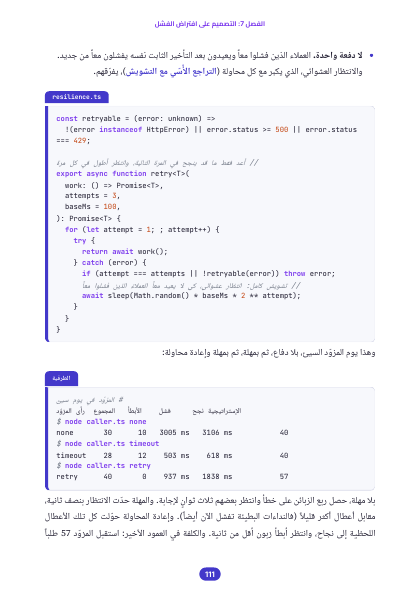 الفصل 7: التصميم على افتراض الفشل
• لا دفعة واحدة. العملاء الذين فشلوا معاً ويعيدون بعد التأخير الثابت نفسه يفشلون معاً من جديد.
والانتظار العشوائي، الذي يكبر مع كل محاولة (التراجع الأُسّي مع التشويش)، يفرّقهم.
resilience.ts
const retryable = (error: unknown) =>
!(error instanceof HttpError) || error.status >= 500 || error.status
=== 429;
// أعد فقط ما قد ينجح في المرة التالية، وانتظر أطول في كل مرة
export async function retry<T>(
work: () => Promise<T>,
attempts = 3,
baseMs = 100,
): Promise<T> {
for (let attempt = 1; ; attempt++) {
try {
return await work();
} catch (error) {
if (attempt === attempts || !retryable(error)) throw error;
// تشويش كامل: انتظار عشوائي، كي لا يعيد معاً العملاء الذين فشلوا معاً
await sleep(Math.random() * baseMs * 2 ** attempt);
}
}
}
وهذا يوم المزوّد السيئ، بلا دفاع، ثم بمهلة، ثم بمهلة وإعادة محاولة:
الطرفية
# المزوّد في يوم سيئ
الإستراتيجية نجح فشل الأبطأ المجموع رأى المزوّد
$ node caller.ts none
none 30 10 3005 ms 3106 ms 40
$ node caller.ts timeout
timeout 28 12 503 ms 618 ms 40
$ node caller.ts retry
retry 40 0 937 ms 1838 ms 57
بلا مهلة، حصل ربع الزبائن على خطأ وانتظر بعضهم ثلاث ثوانٍ لإجابة. والمهلة حدّت الانتظار بنصف ثانية،
مقابل أعطال أكثر قليلاً (فالنداءات البطيئة تفشل الآن أيضاً). وإعادة المحاولة حوّلت كل تلك الأعطال
اللحظية إلى نجاح، وانتظر أبطأ زبون أقل من ثانية. والكلفة في العمود الأخير: استقبل المزوّد 57 طلباً
111